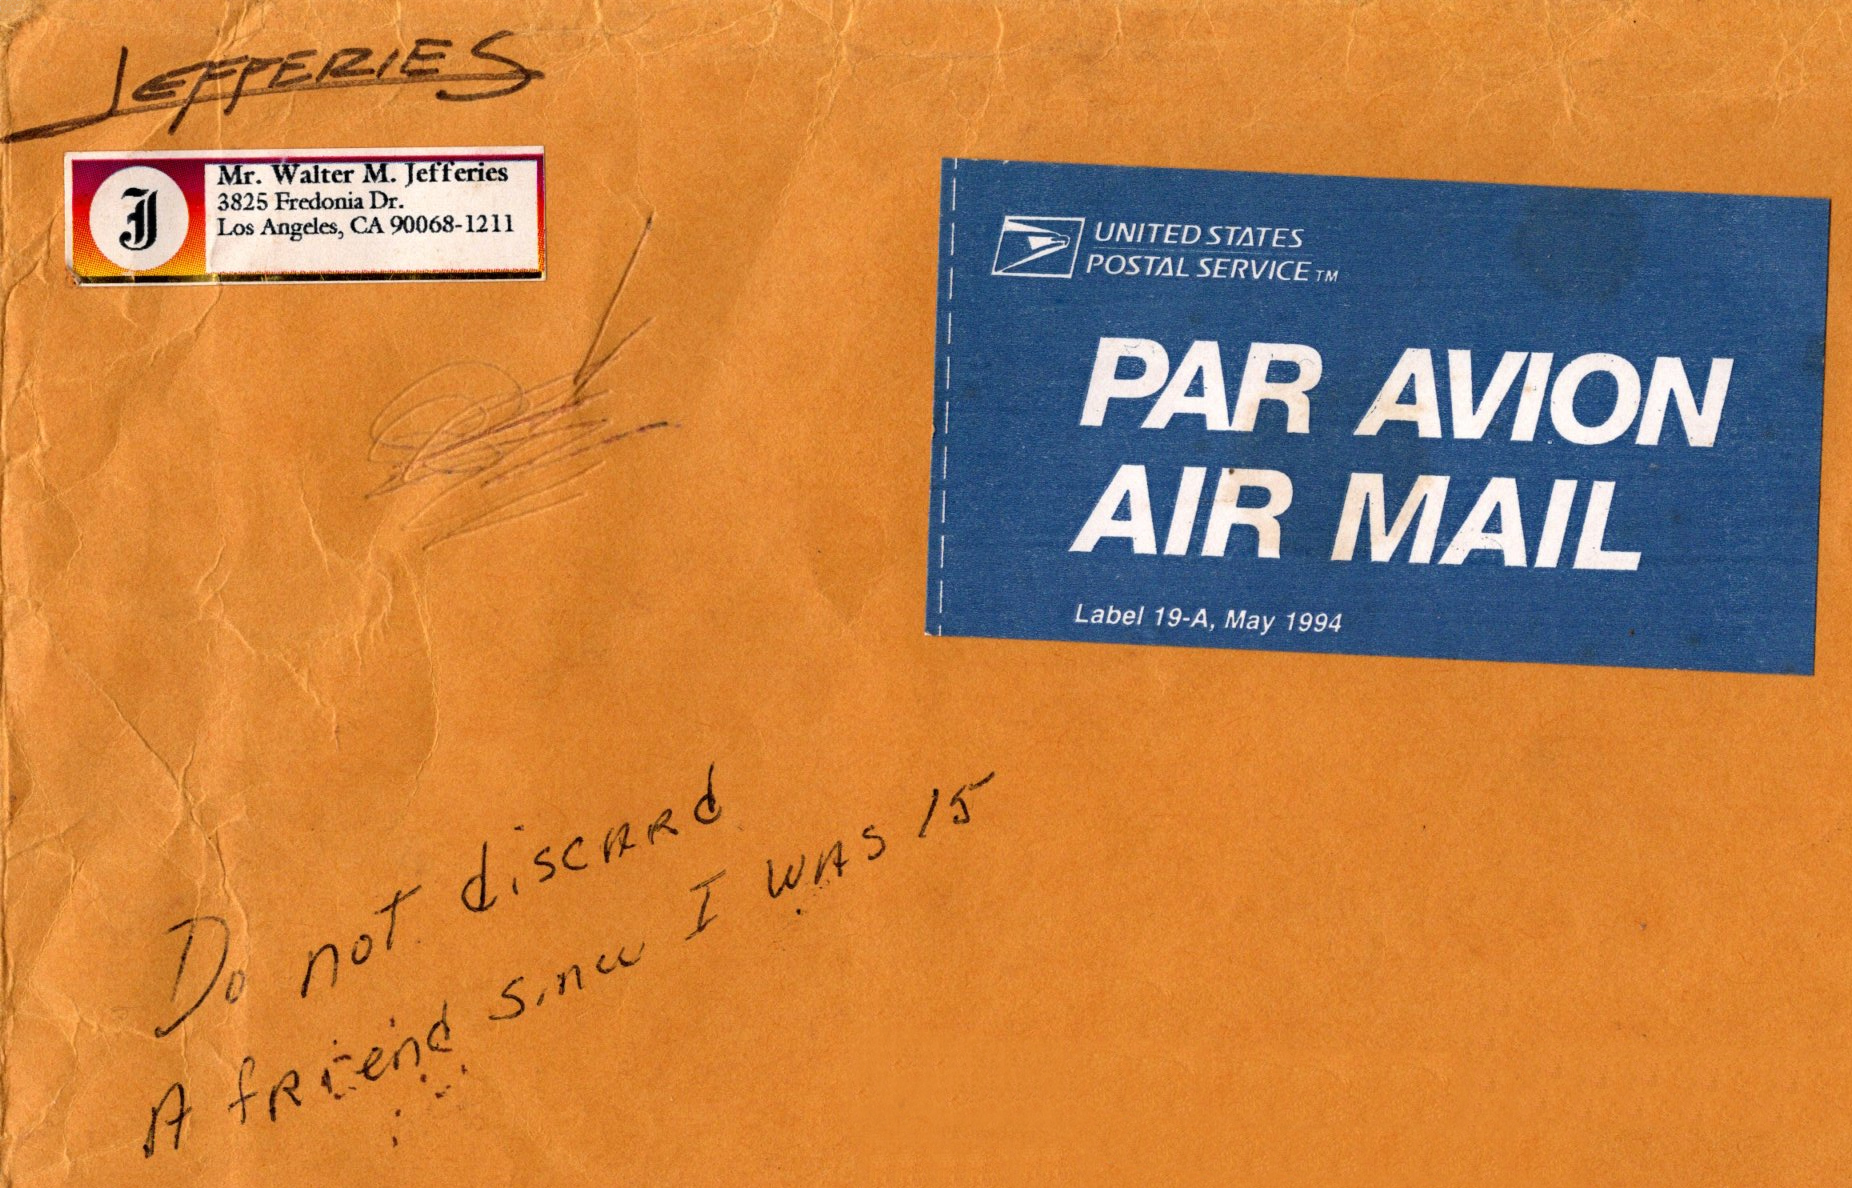 JEFFERIES
J
Mr. Walter M. Jefferies
3825 Fredonia Dr.
Los Angeles, CA 90068-1211
UNITED STATES
POSTAL SERVICE TM
PAR AVION
AIR MAIL
Label 19-A, May 1994
Do not discard
A friend since I was 15